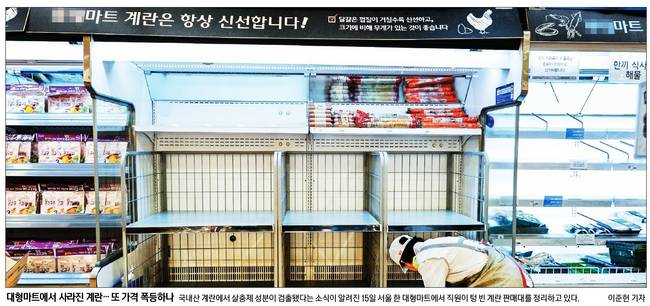 마트 계란은 항상 신선합니다!
달걀은 껍질이 거칠수록 신선하고,
크기에 비해 무게가 있는 것이 좋습니다
마트
한끼 식사
해물
대형마트에서 사라진 계란… 또 가격 폭등하나 국내산 계란에서 살충제 성분이 검출됐다는 소식이 알려진 15일 서울 한 대형마트에서 직원이 텅 빈 계란 판매대를 정리하고 있다. 이준헌 기자